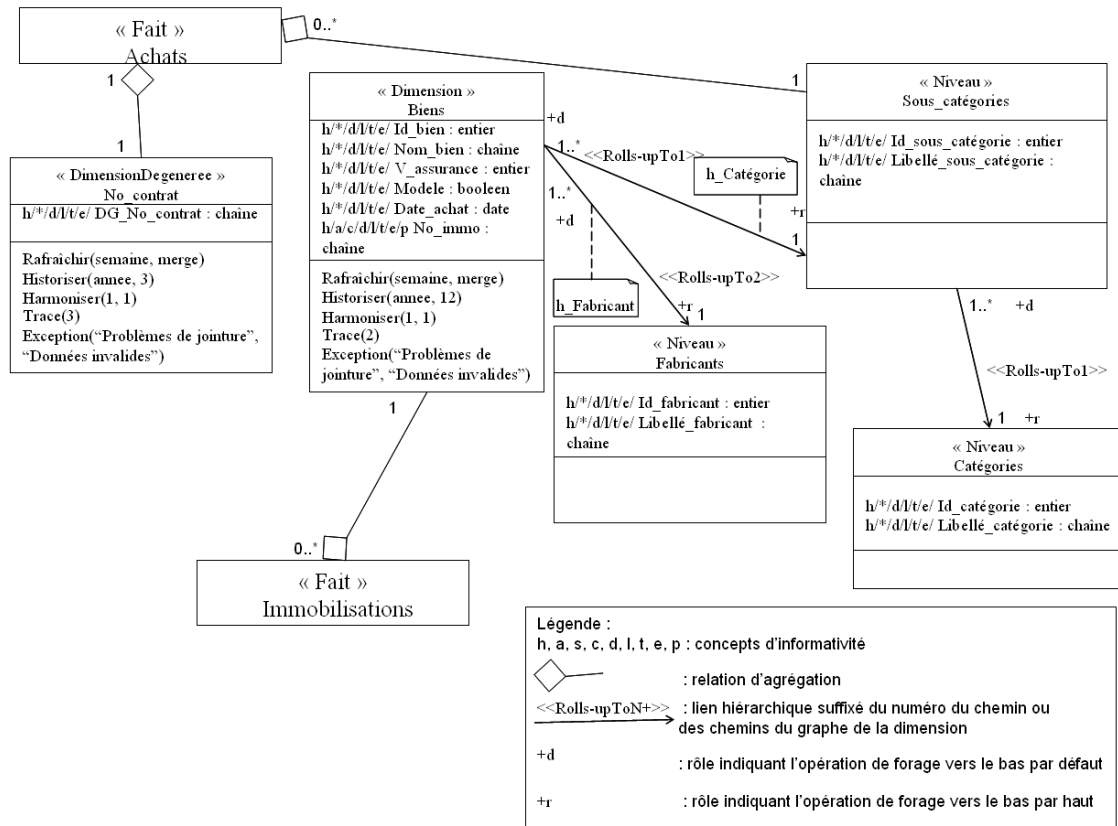 « Fait »
Achats
0..*
1
1
« DimensionDegeneree »
No_contrat
h/*/d/l/t/e/ DG_No_contrat : chaîne
Rafraîchir(semaine, merge)
Historiser(annee, 3)
Harmoniser(1, 1)
Trace(3)
Exception(“Problèmes de jointure”,
“Données invalides”)
« Dimension »
Biens
h/*/d/l/t/e/ Id_bien : entier
h/*/d/l/t/e/ Nom_bien : chaîne
h/*/d/l/t/e/ V_assurance : entier
h/*/d/l/t/e/ Modele : booleen
h/*/d/l/t/e/ Date_achat : date
h/a/c/d/l/t/e/p No_immo :
chaîne
Rafraîchir(semaine, merge)
Historiser(annee, 12)
Harmoniser(1, 1)
Trace(2)
Exception(“Problèmes de
jointure”, “Données invalides”)
+d
1..*
<<Rolls-upTo1>>
h_Catégorie
+r
1
1..*
+d
<<Rolls-upTo2>>
h_Fabricant
+r
1
1
« Niveau »
Sous_catégories
h/*/d/l/t/e/ Id_sous_catégorie : entier
h/*/d/l/t/e/ Libellé_sous_catégorie :
chaîne
1..*
+d
<<Rolls-upTo1>>
1
+r
« Niveau »
Fabricants
h/*/d/l/t/e/ Id_fabricant : entier
h/*/d/l/t/e/ Libellé_fabricant :
chaîne
« Niveau »
Catégories
h/*/d/l/t/e/ Id_catégorie : entier
h/*/d/l/t/e/ Libellé_catégorie : chaîne
1
0..*
« Fait »
Immobilisations
Légende :
h, a, s, c, d, l, t, e, p : concepts d'informativité
: relation d'agrégation
<<Rolls-upToN+>> : lien hiérarchique suffixé du numéro du chemin ou
des chemins du graphe de la dimension
+d : rôle indiquant l'opération de forage vers le bas par défaut
+r : rôle indiquant l'opération de forage vers le bas par haut